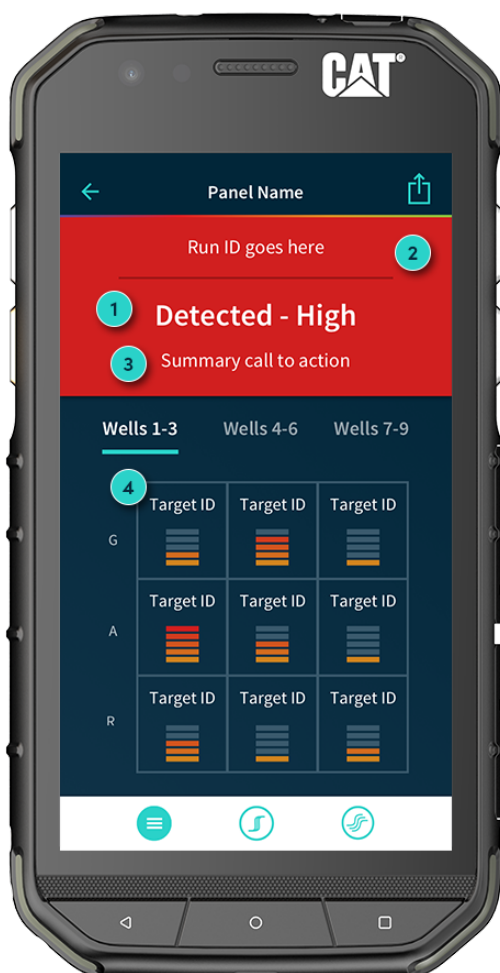 CAT®
Panel Name
Run ID goes here
2
1
Detected - High
3
Summary call to action
Wells 1-3 Wells 4-6 Wells 7-9
4
Target ID Target ID Target ID
G
Target ID Target ID Target ID
A
Target ID Target ID Target ID
R